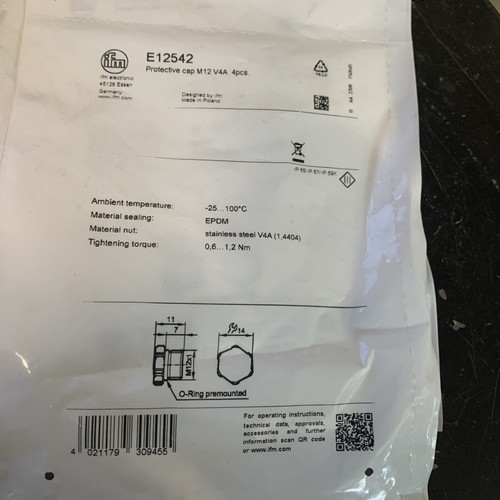 ifm
ifm electronic
45128 Essen
Germany
www.ifm.com
E12542
Protective cap M12 V4A 4pcs.
Designed by ifm
Made in Poland
Ambient temperature: -25...100°C
Material sealing: EPDM
Material nut: stainless steel V4A (1,4404)
Tightening torque: 0,6...1,2 Nm
11
7
14
M12x1
O-Ring premounted
For operating instructions,
technical data, approvals,
accessories and further
information scan QR code
or www.ifm.com
4 021179 309455